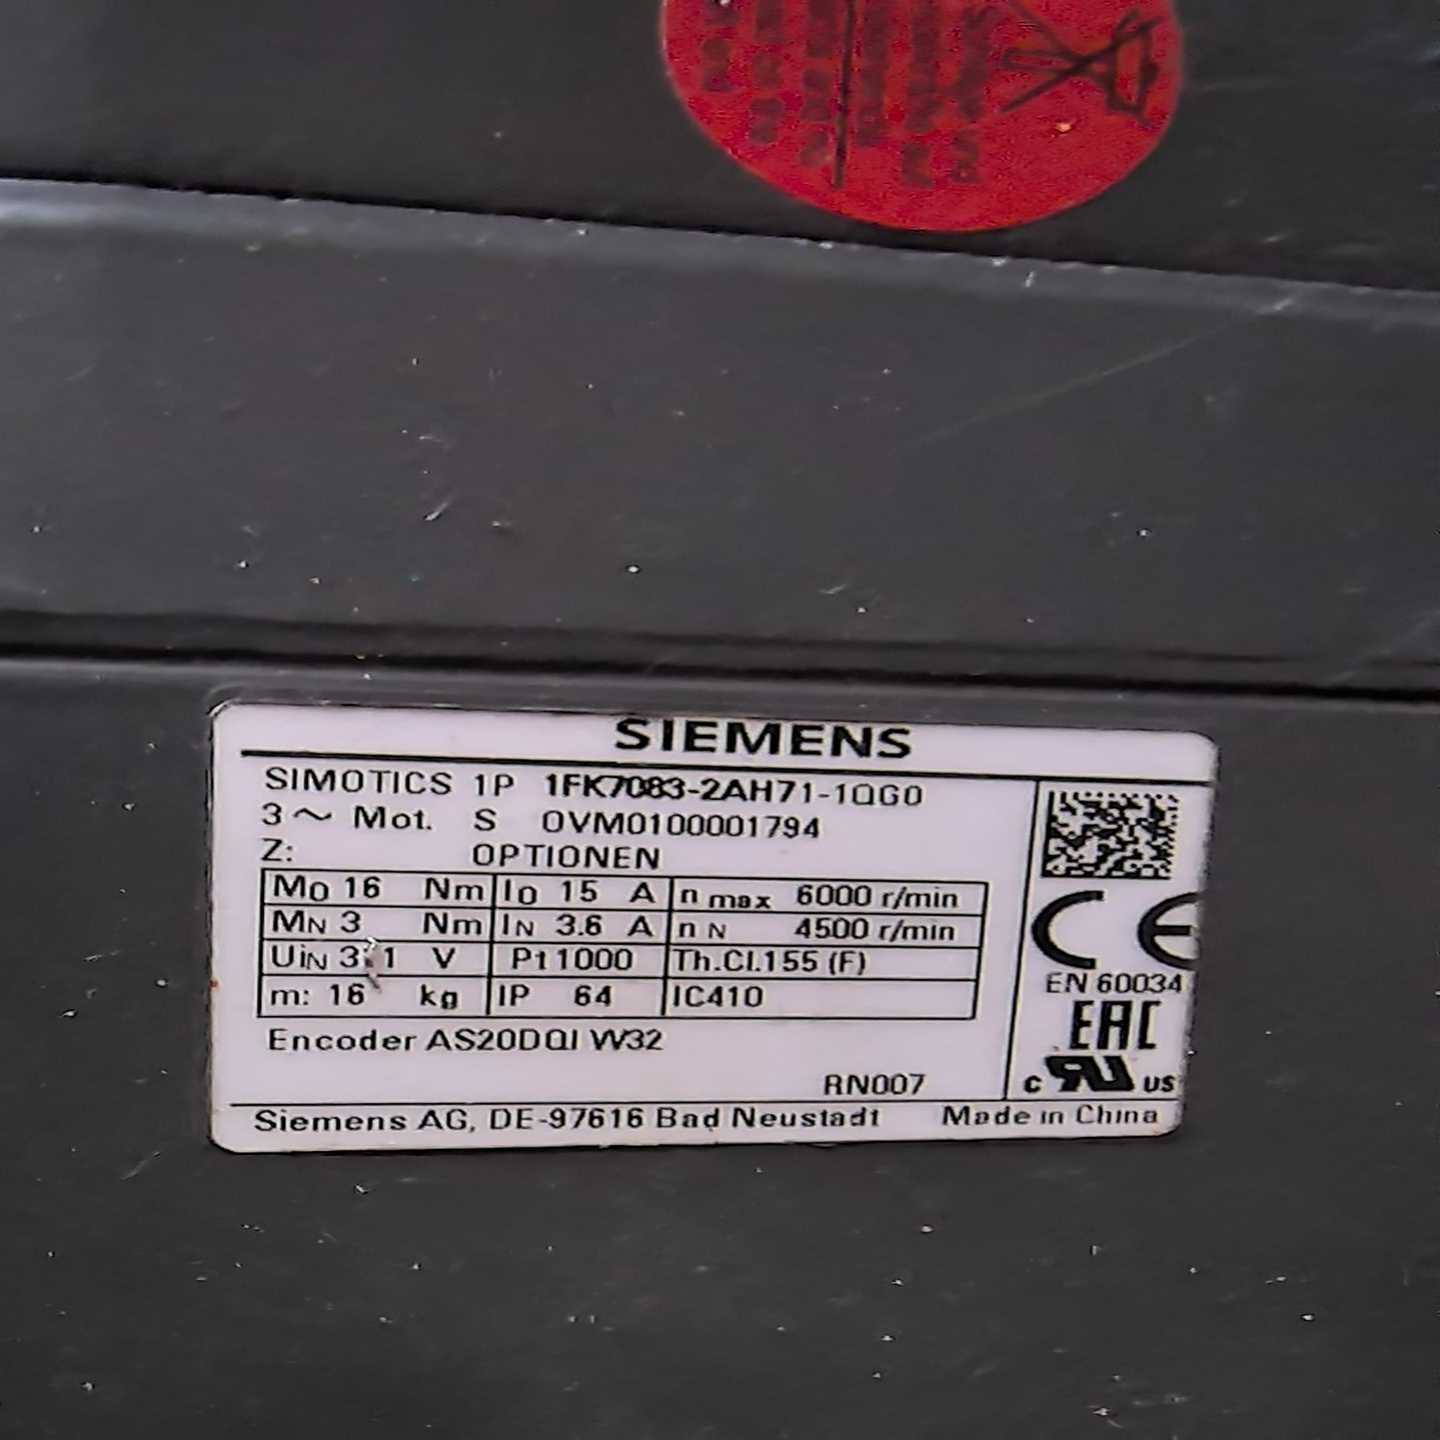 SIEMENS
SIMOTICS 1P 1FK7083-2AH71-1QG0
3 ~ Mot. S 0VM0100001794
Z: OPTIONEN
M0 16 Nm I0 15 A n max 6000 r/min
MN 3 Nm IN 3.6 A n N 4500 r/min
UiN V Pt1000 Th.Cl.155 (F)
m: 16 kg IP 64 IC410
Encoder AS20DQI W32
RN007
CE
EN 60034
EAC
c RU US
Siemens AG, DE-97616 Bad Neustadt Made in China